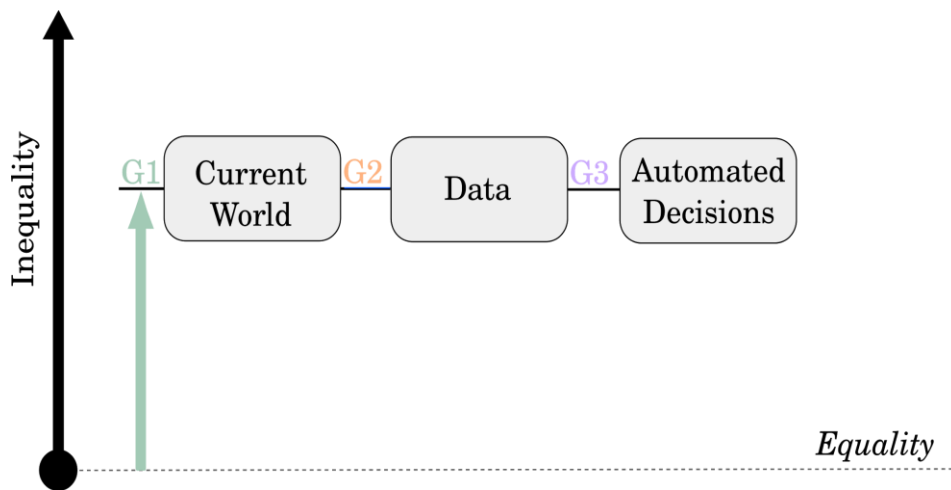 Inequality
G1
Current
World
G2
Data
G3
Automated
Decisions
Equality